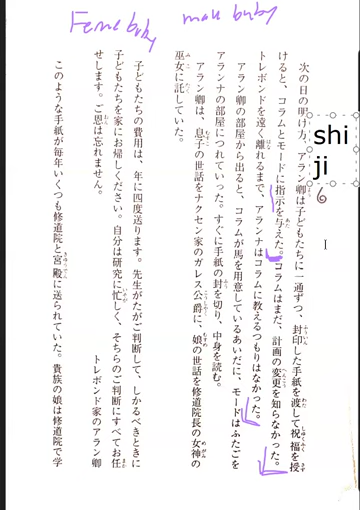 Feme baby
male baby
shi
ji
次の日の明け方、アラン卿は子どもたちに一通ずつ、封印した手紙を渡して祝福を授
けると、コラムとモードに指示を与えた。コラムはまだ、計画の変更を知らなかった。
トレボンドを遠く離れるまで、アランナはコラムに教えるつもりはなかった。
アラン卿の部屋から出ると、コラムが馬を用意しているあいだに、モードはふたごを
アランナの部屋につれていった。すぐに手紙の封を切り、中身を読む。
アラン卿は、息子の世話をナクセン家のガレス公爵に、娘の世話を修道院長の女神の
巫女に託していた。
子どもたちの費用は、年に四度送ります。先生がたがご判断して、しかるべきときに
子どもたちを家にお帰しください。自分は研究に忙しく、そちらのご判断にすべてお任
せします。ご恩は忘れません。
トレボンド家のアラン卿
このような手紙が毎年いくつも修道院と宮殿に送られていた。貴族の娘は修道院で学